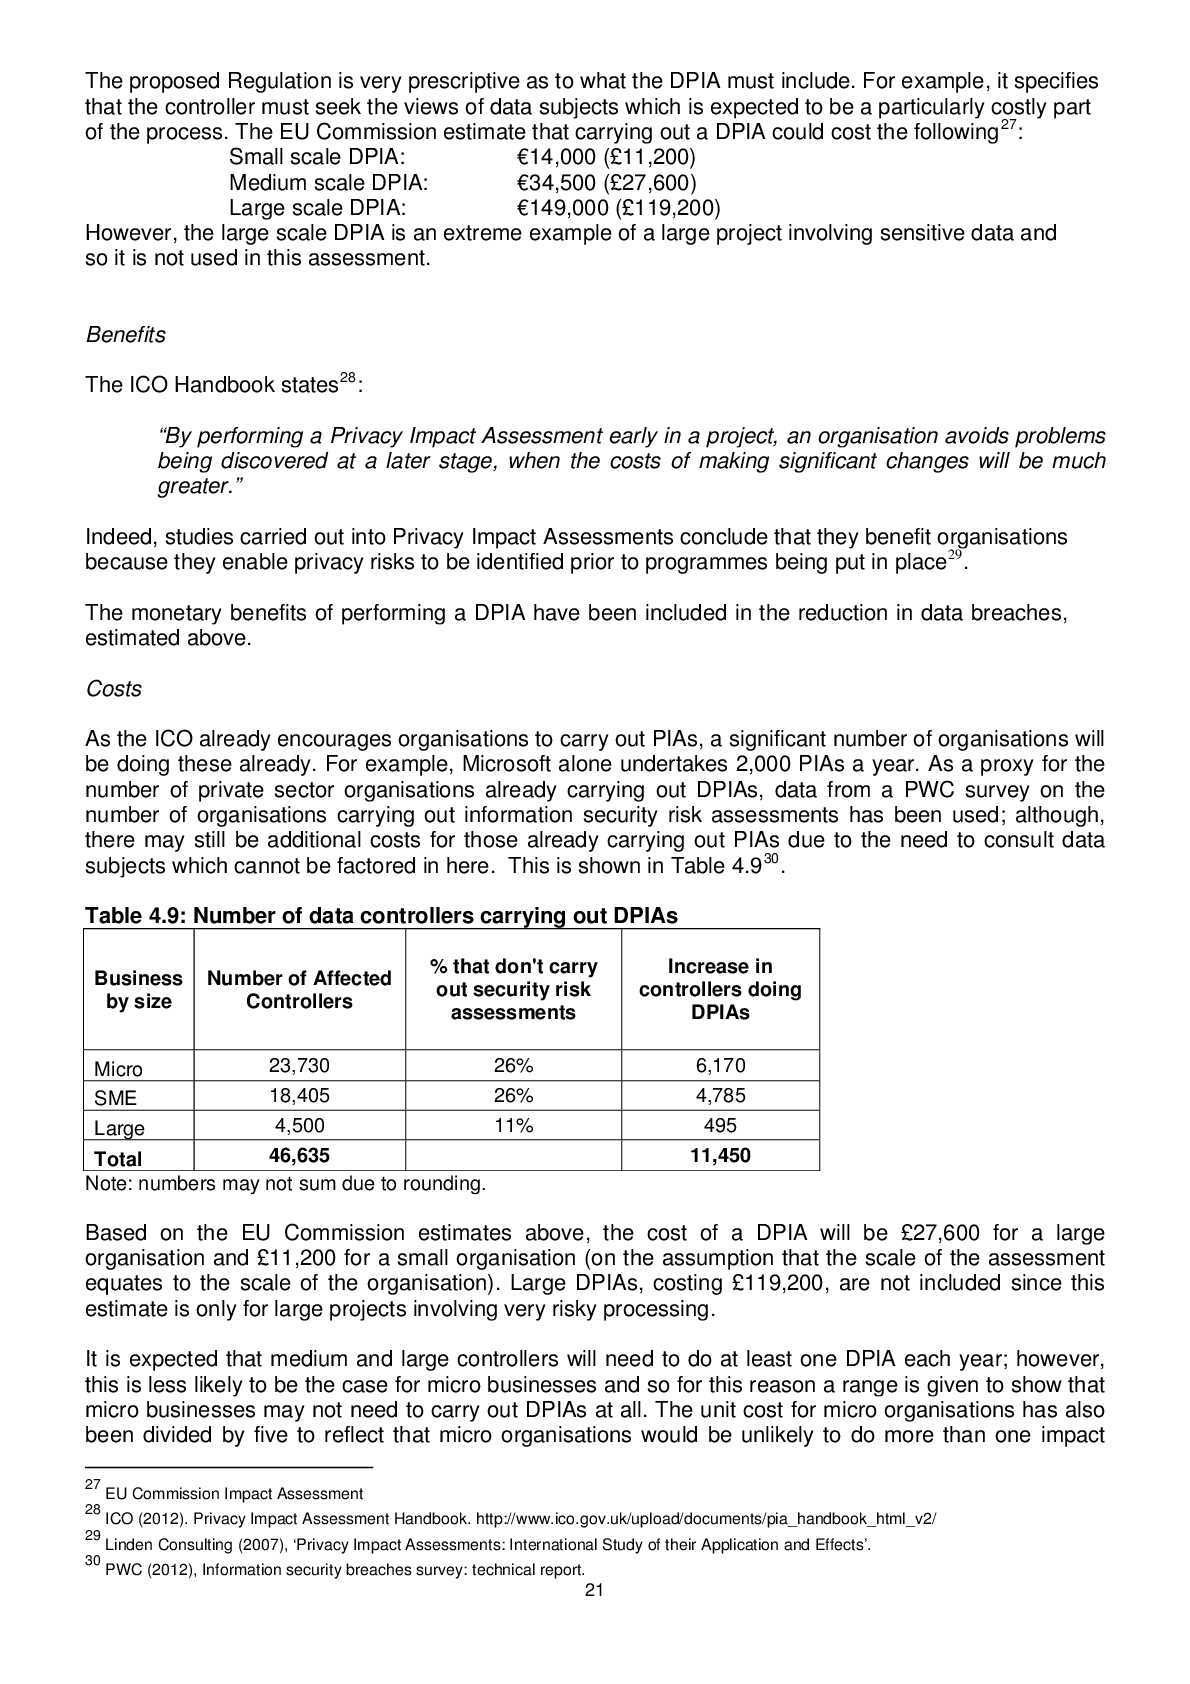 The proposed Regulation is very prescriptive as to what the DPIA must include. For example, it specifies
that the controller must seek the views of data subjects which is expected to be a particularly costly part
of the process. The EU Commission estimate that carrying out a DPIA could cost the following27:
Small scale DPIA: €14,000 (£11,200)
Medium scale DPIA: €34,500 (£27,600)
Large scale DPIA: €149,000 (£119,200)
However, the large scale DPIA is an extreme example of a large project involving sensitive data and
so it is not used in this assessment.
Benefits
The ICO Handbook states28:
“By performing a Privacy Impact Assessment early in a project, an organisation avoids problems
being discovered at a later stage, when the costs of making significant changes will be much
greater.”
Indeed, studies carried out into Privacy Impact Assessments conclude that they benefit organisations
because they enable privacy risks to be identified prior to programmes being put in place29.
The monetary benefits of performing a DPIA have been included in the reduction in data breaches,
estimated above.
Costs
As the ICO already encourages organisations to carry out PIAs, a significant number of organisations will
be doing these already. For example, Microsoft alone undertakes 2,000 PIAs a year. As a proxy for the
number of private sector organisations already carrying out DPIAs, data from a PWC survey on the
number of organisations carrying out information security risk assessments has been used; although,
there may still be additional costs for those already carrying out PIAs due to the need to consult data
subjects which cannot be factored in here. This is shown in Table 4.930.
Table 4.9: Number of data controllers carrying out DPIAs
Business by size | Number of Affected Controllers | % that don't carry out security risk assessments | Increase in controllers doing DPIAs
Micro 23,730 26% 6,170
SME 18,405 26% 4,785
Large 4,500 11% 495
Total 46,635 11,450
Note: numbers may not sum due to rounding.
Based on the EU Commission estimates above, the cost of a DPIA will be £27,600 for a large
organisation and £11,200 for a small organisation (on the assumption that the scale of the assessment
equates to the scale of the organisation). Large DPIAs, costing £119,200, are not included since this
estimate is only for large projects involving very risky processing.
It is expected that medium and large controllers will need to do at least one DPIA each year; however,
this is less likely to be the case for micro businesses and so for this reason a range is given to show that
micro businesses may not need to carry out DPIAs at all. The unit cost for micro organisations has also
been divided by five to reflect that micro organisations would be unlikely to do more than one impact
27 EU Commission Impact Assessment
28 ICO (2012). Privacy Impact Assessment Handbook. http://www.ico.gov.uk/upload/documents/pia_handbook_html_v2/
29 Linden Consulting (2007), ‘Privacy Impact Assessments: International Study of their Application and Effects’.
30 PWC (2012), Information security breaches survey: technical report.
21